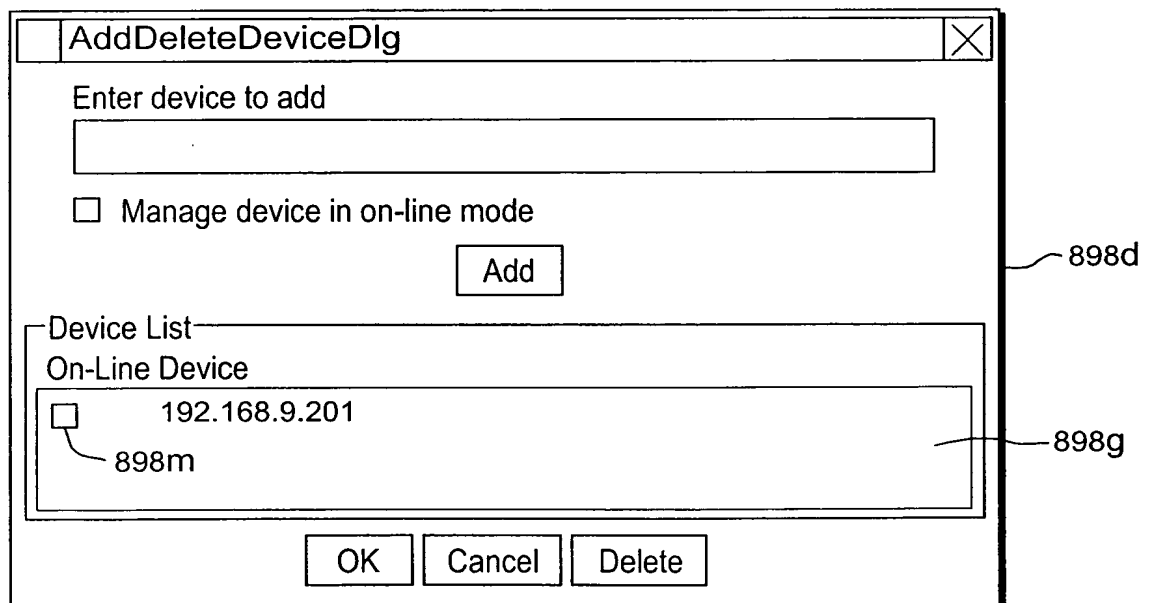 AddDeleteDeviceDlg
Enter device to add
Manage device in on-line mode
Add
898d
Device List
On-Line Device
192.168.9.201
898m
898g
OK Cancel Delete